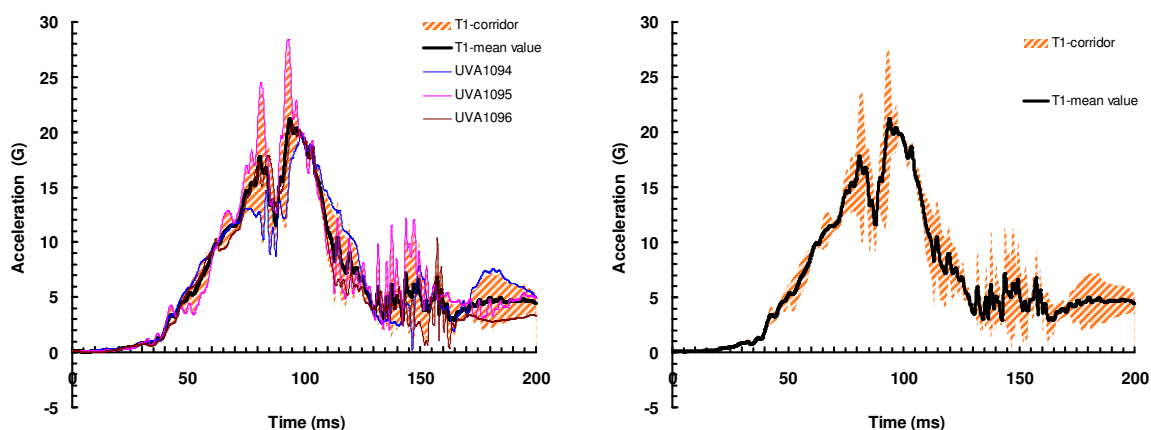 30
25
20
15
10
5
0
-5
0
50
100
150
200
Acceleration (G)
Time (ms)
T1-corridor
T1-mean value
UVA1094
UVA1095
UVA1096
30
25
20
15
10
5
0
-5
0
50
100
150
200
Acceleration (G)
Time (ms)
T1-corridor
T1-mean value